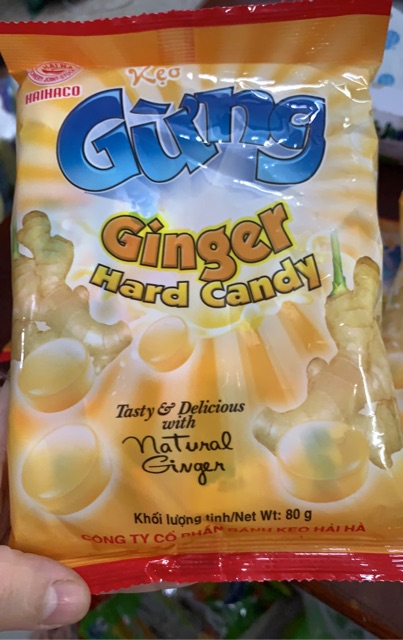 HAIHACO
Kẹo
Gừng
Ginger
Hard Candy
Tasty & Delicious
with
Natural
Ginger
Khối lượng tịnh/Net Wt: 80 g
CÔNG TY CỔ PHẦN BÁNH KẸO HẢI HÀ